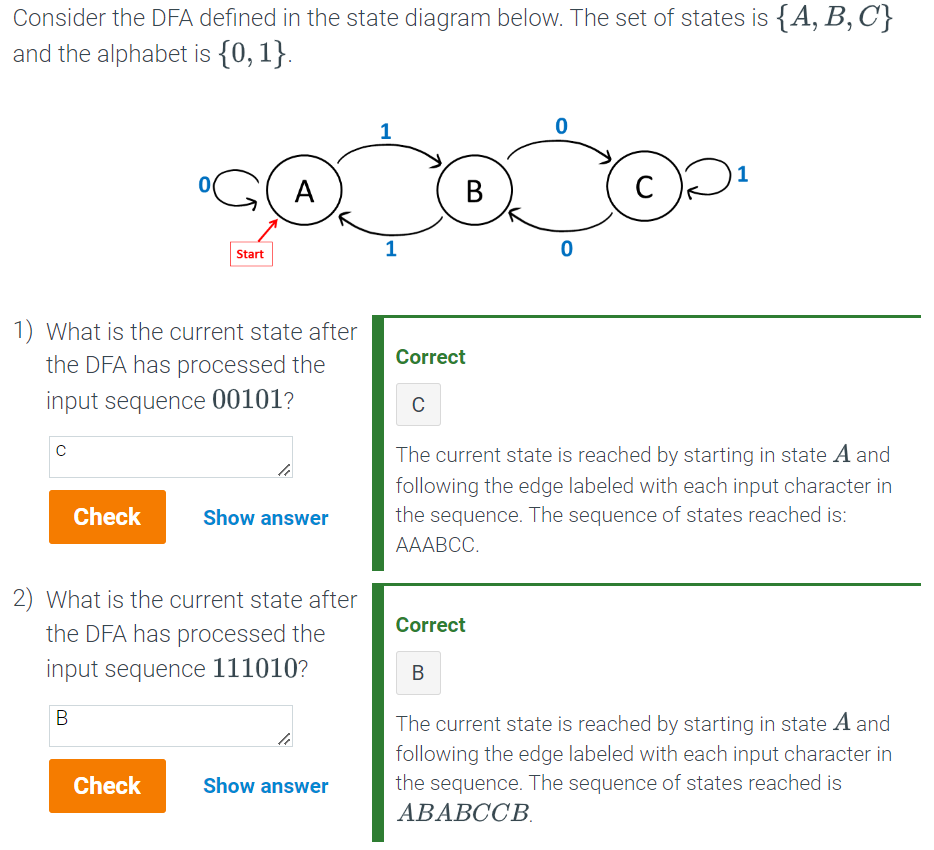 Consider the DFA defined in the state diagram below. The set of states is {A, B, C}
and the alphabet is {0, 1}.
1
0
0
A
B
C
1
Start
1
0
1) What is the current state after
the DFA has processed the
input sequence 00101?
C
Check
Show answer
Correct
C
The current state is reached by starting in state A and
following the edge labeled with each input character in
the sequence. The sequence of states reached is:
AAABCC.
2) What is the current state after
the DFA has processed the
input sequence 111010?
B
Check
Show answer
Correct
B
The current state is reached by starting in state A and
following the edge labeled with each input character in
the sequence. The sequence of states reached is
ABABCCB.